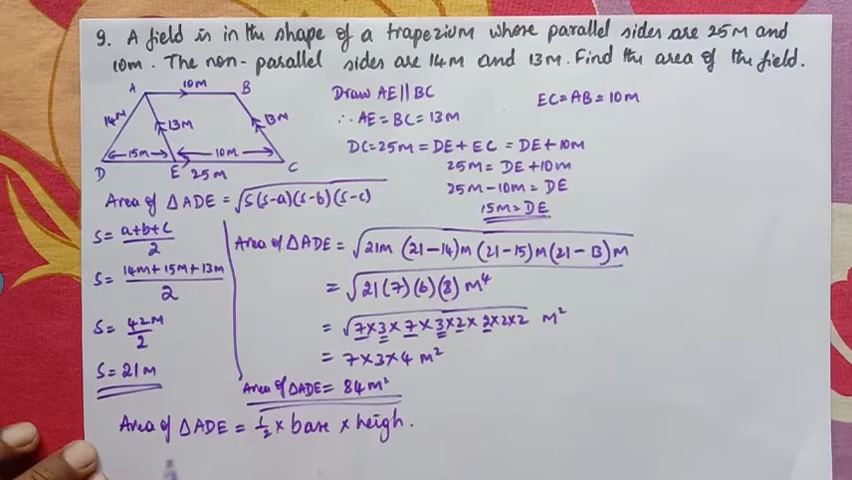 9. A field is in the shape of a trapezium whose parallel sides are 25M and
10m. The non-parallel sides are 14M and 13M. Find the area of the field.
10M
A B
14M 13M 13M
15M 10M
D E 25M C
Draw AE||BC
∴ AE = BC = 13M
EC = AB = 10M
DC = 25M = DE + EC = DE + 10M
25M = DE + 10M
25M - 10M = DE
15M = DE
Area of ΔADE = √s(s-a)(s-b)(s-c)
S = a+b+c/2
S = 14M + 15M + 13M/2
S = 42M/2
S = 21M
Area of ΔADE = √21M (21-14)M (21-15)M (21-13)M
= √21(7)(6)(8) M⁴
= √7×3×7×3×2×2×2×2 M²
= 7×3×4 M²
Area of ΔADE = 84M²
Area of ΔADE = 1/2 × base × heigh.